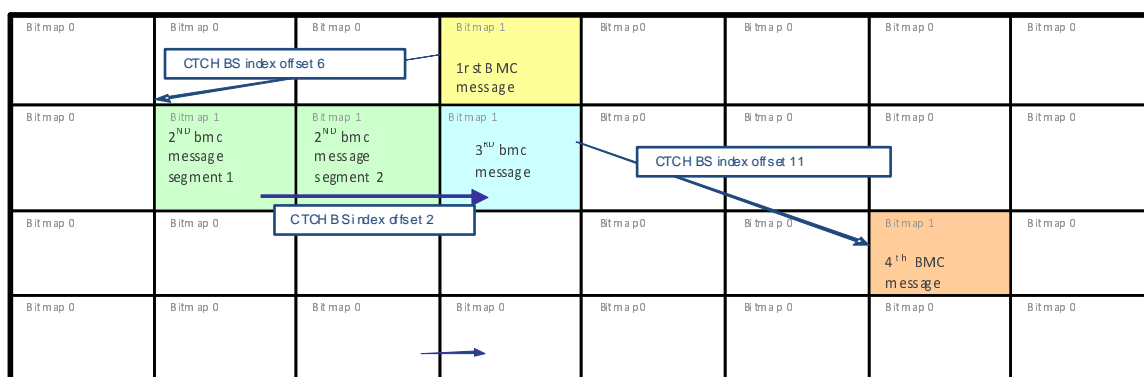 Bitmap 0
Bitmap 0
Bitmap 0
Bitmap 1
Bitmap 0
Bitmap 0
Bitmap 0
Bitmap 0
CTCH BS index offset 6
1rst BMC
message
Bitmap 0
Bitmap 1
2ND bmc
message
segment 1
Bitmap 1
2ND bmc
message
segment 2
Bitmap 1
3RD bmc
message
Bitmap 0
Bitmap 0
Bitmap 0
Bitmap 0
CTCH BS index offset 11
CTCH BS index offset 2
Bitmap 0
Bitmap 0
Bitmap 0
Bitmap 0
Bitmap 0
Bitmap 0
Bitmap 1
4th BMC
message
Bitmap 0
Bitmap 0
Bitmap 0
Bitmap 0
Bitmap 0
Bitmap 0
Bitmap 0
Bitmap 0
Bitmap 0